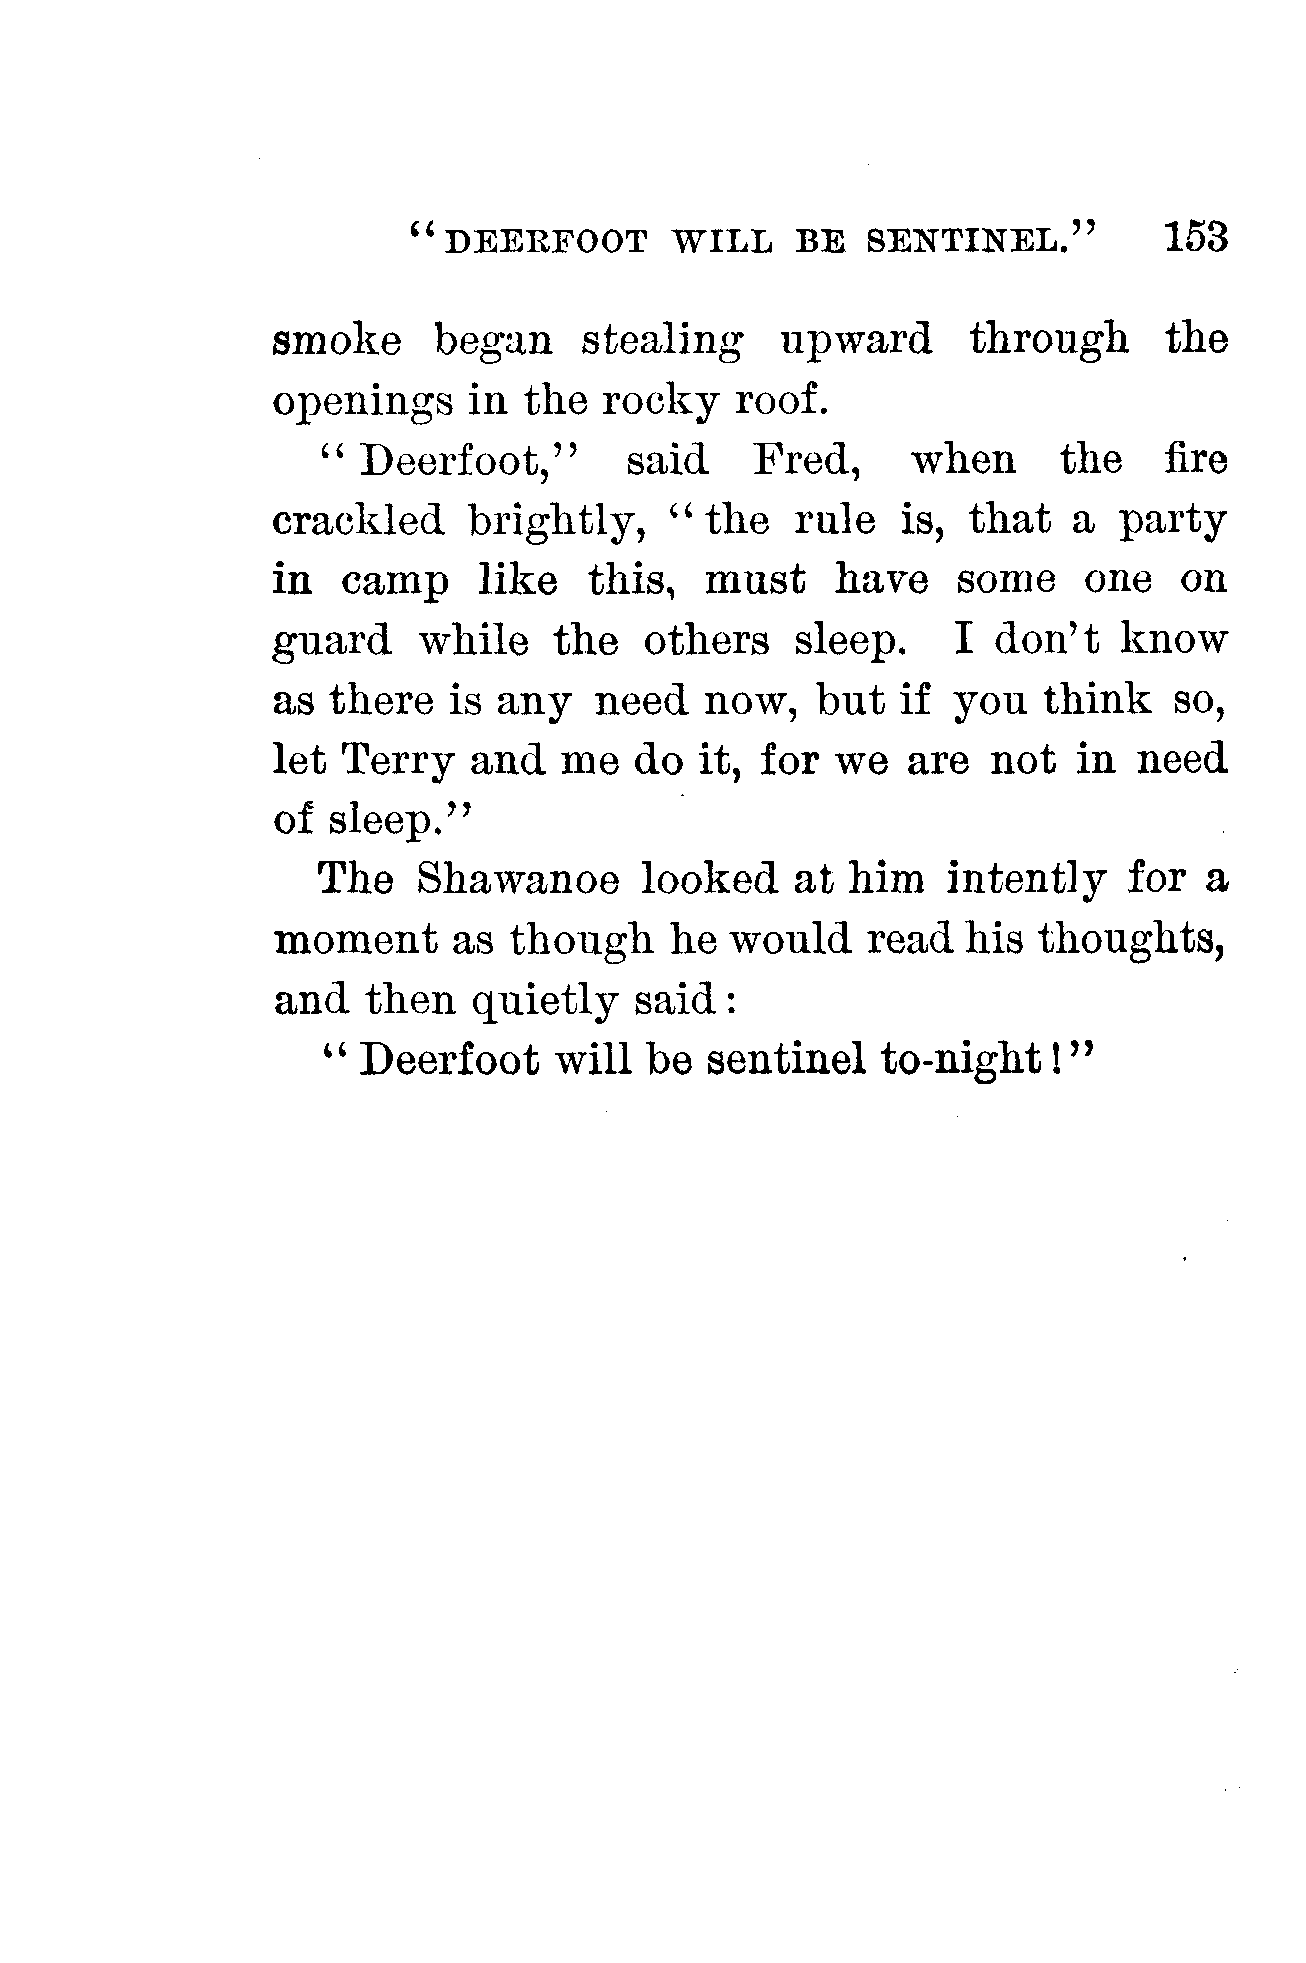 “DEERFOOT WILL BE SENTINEL.” 153
smoke began stealing upward through the
openings in the rocky roof.
“Deerfoot,” said Fred, when the fire
crackled brightly, “the rule is, that a party
in camp like this, must have some one on
guard while the others sleep. I don’t know
as there is any need now, but if you think so,
let Terry and me do it, for we are not in need
of sleep.”
The Shawanoe looked at him intently for a
moment as though he would read his thoughts,
and then quietly said:
“Deerfoot will be sentinel to-night!”